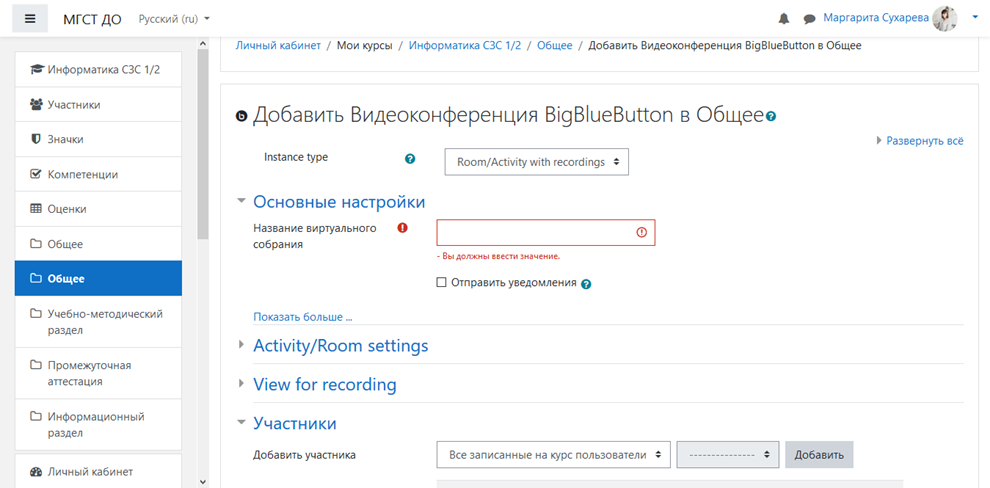 МГСТ ДО Русский (ru) Маргарита Сухарева
Личный кабинет / Мои курсы / Информатика СЗС 1/2 / Общее / Добавить Видеоконференция BigBlueButton в Общее
Информатика СЗС 1/2
Участники
Значки
Компетенции
Оценки
Общее
Общее
Учебно-методический
раздел
Промежуточная
аттестация
Информационный
раздел
Личный кабинет
Добавить Видеоконференция BigBlueButton в Общее
Развернуть всё
Instance type Room/Activity with recordings
Основные настройки
Название виртуального
собрания
- Вы должны ввести значение.
Отправить уведомления
Показать больше ...
Activity/Room settings
View for recording
Участники
Добавить участника Все записанные на курс пользователи --------------- Добавить